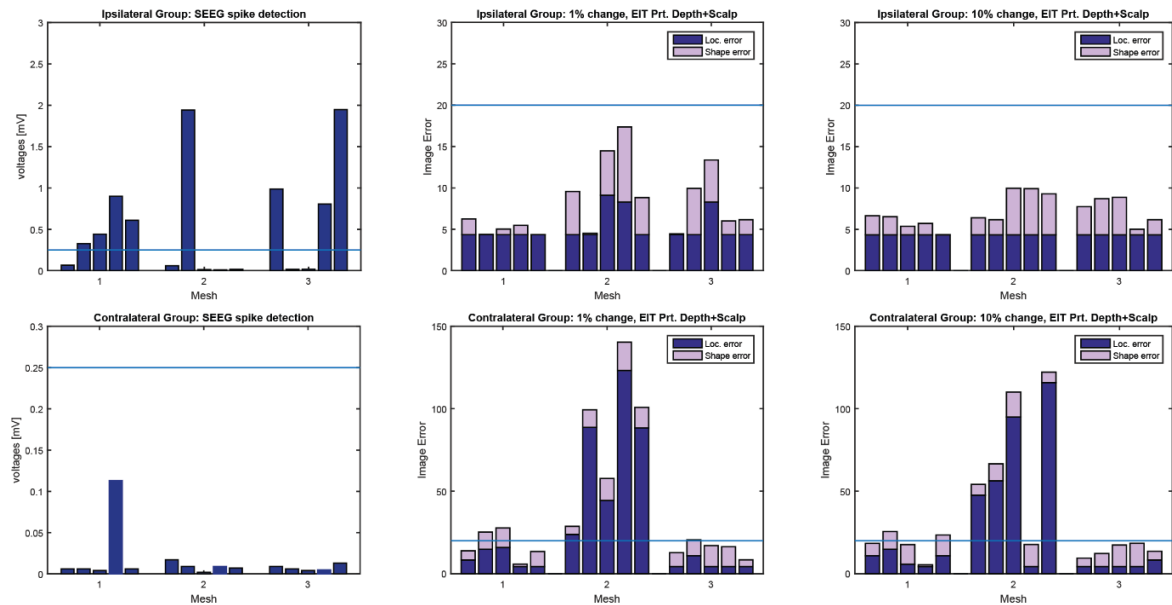 Ipsilateral Group: SEEG spike detection
voltages [mV]
3
2.5
2
1.5
1
0.5
0
1
2
3
Mesh
Ipsilateral Group: 1% change, EIT Prt. Depth+Scalp
Image Error
30
25
20
15
10
5
0
Loc. error
Shape error
1
2
3
Mesh
Ipsilateral Group: 10% change, EIT Prt. Depth+Scalp
Image Error
30
25
20
15
10
5
0
Loc. error
Shape error
1
2
3
Mesh
Contralateral Group: SEEG spike detection
voltages [mV]
0.3
0.25
0.2
0.15
0.1
0.05
0
1
2
3
Mesh
Contralateral Group: 1% change, EIT Prt. Depth+Scalp
Image Error
150
100
50
0
Loc. error
Shape error
1
2
3
Mesh
Contralateral Group: 10% change, EIT Prt. Depth+Scalp
Image Error
150
100
50
0
Loc. error
Shape error
1
2
3
Mesh